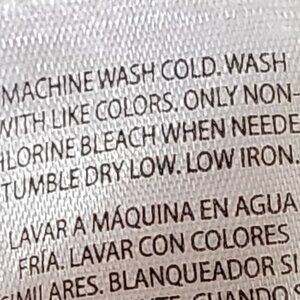 MACHINE WASH COLD. WASH
WITH LIKE COLORS. ONLY NON-
HLORINE BLEACH WHEN NEEDE
TUMBLE DRY LOW. LOW IRON.
LAVAR A MÁQUINA EN AGUA
FRÍA. LAVAR CON COLORES
SIMILARES. BLANQUEADOR SI